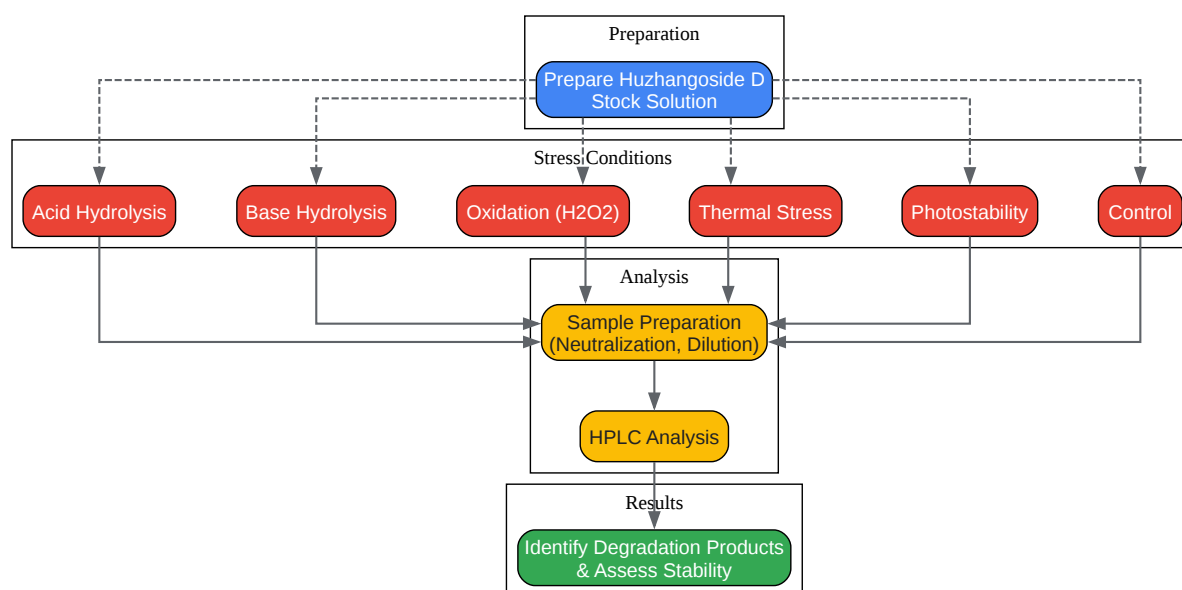 Preparation
Prepare Huzhangoside D
Stock Solution
Stress Conditions
Acid Hydrolysis
Base Hydrolysis
Oxidation (H2O2)
Thermal Stress
Photostability
Control
Analysis
Sample Preparation
(Neutralization, Dilution)
HPLC Analysis
Results
Identify Degradation Products
& Assess Stability